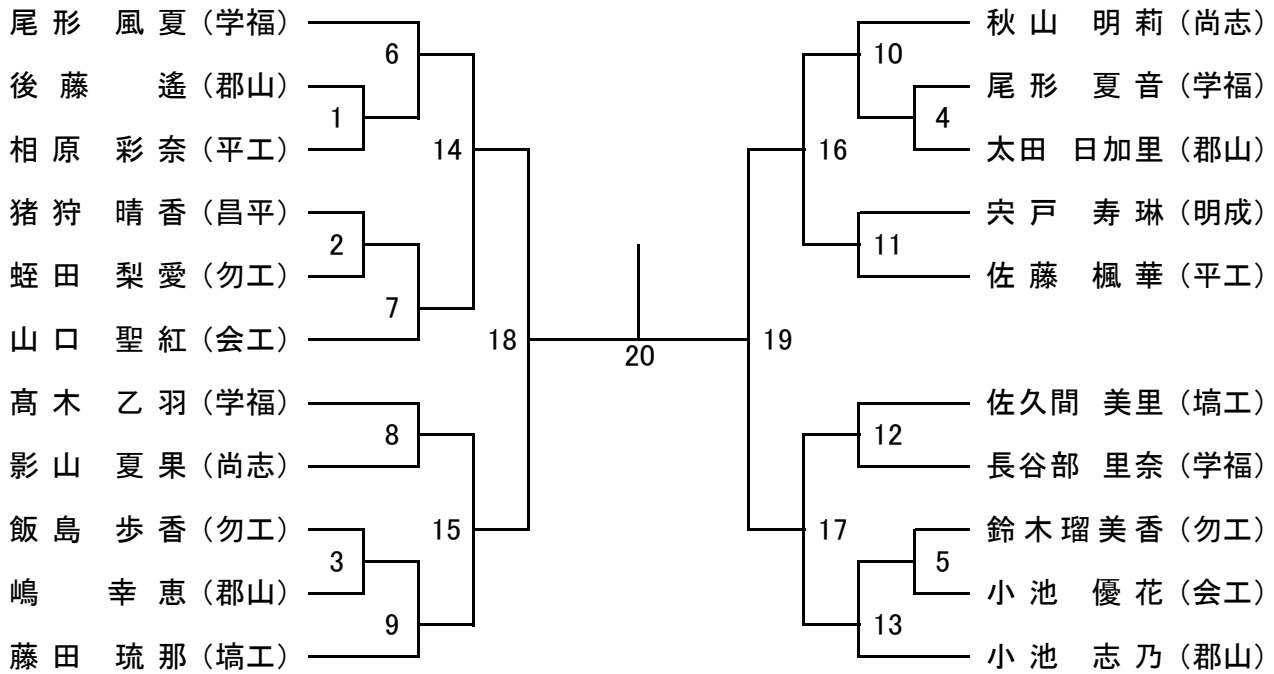 尾形 風夏（学福）
6
後藤 遙（郡山）
1
相原 彩奈（平工）
14
猪狩 晴香（昌平）
2
蛭田 梨愛（勿工）
7
山口 聖紅（会工）
18
髙木 乙羽（学福）
8
影山 夏果（尚志）
飯島 歩香（勿工）
15
3
嶋 幸恵（郡山）
9
藤田 琉那（塙工）
20
秋山 明莉（尚志）
10
尾形 夏音（学福）
4
太田 日加里（郡山）
16
宍戸 寿琳（明成）
11
佐藤 楓華（平工）
19
佐久間 美里（塙工）
12
長谷部 里奈（学福）
鈴木瑠美香（勿工）
17
5
小池 優花（会工）
13
小池 志乃（郡山）